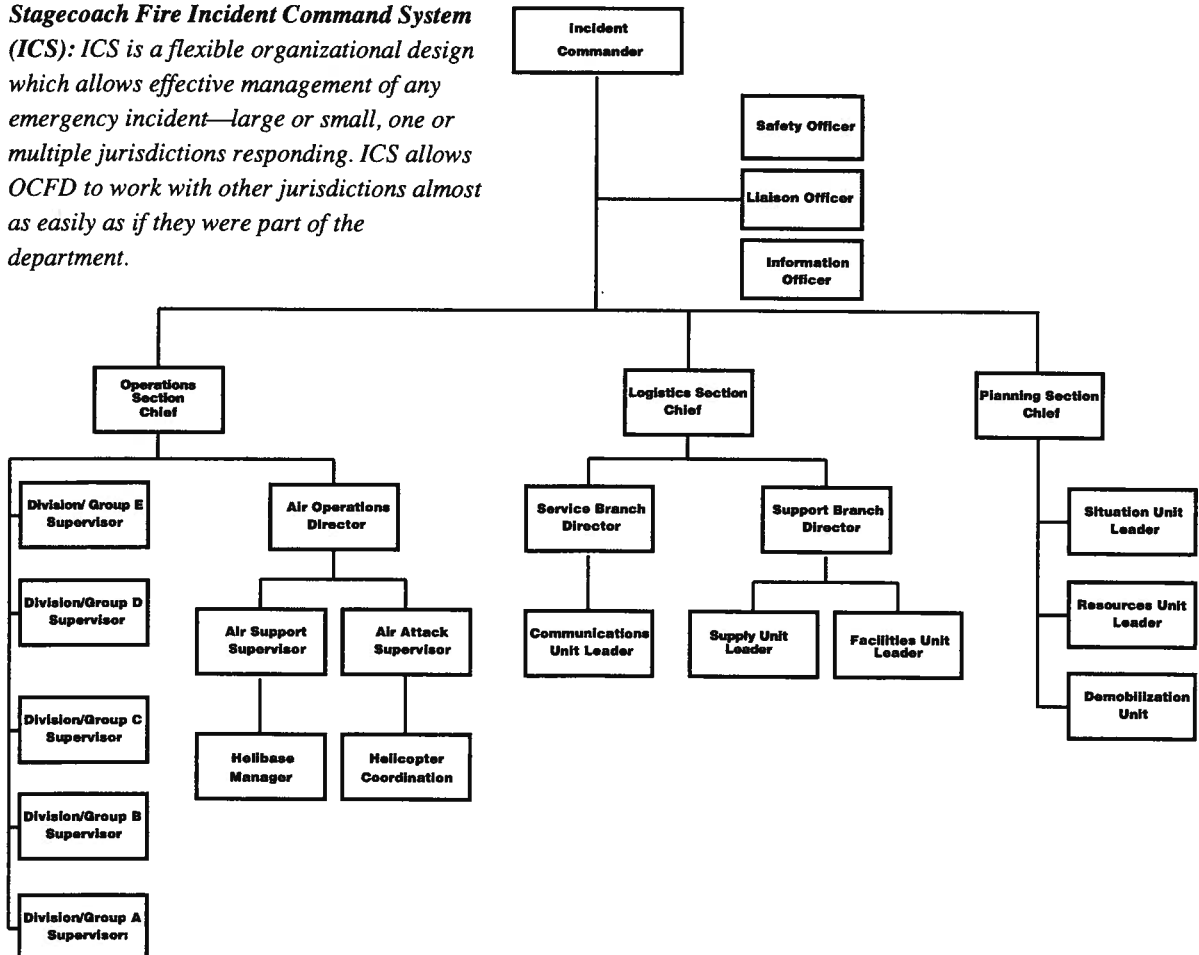 Stagecoach Fire Incident Command System
(ICS): ICS is a flexible organizational design
which allows effective management of any
emergency incident—large or small, one or
multiple jurisdictions responding. ICS allows
OCFD to work with other jurisdictions almost
as easily as if they were part of the
department.
Incident
Commander
Safety Officer
Liaison Officer
Information
Officer
Operations
Section
Chief
Logistics Section
Chief
Planning Section
Chief
Division/ Group E
Supervisor
Division/Group D
Supervisor
Division/Group C
Supervisor
Division/Group B
Supervisor
Division/Group A
Supervisor:
Air Operations
Director
Air Support
Supervisor
Air Attack
Supervisor
Helibase
Manager
Helicopter
Coordination
Service Branch
Director
Support Branch
Director
Communications
Unit Leader
Supply Unit
Leader
Facilities Unit
Leader
Situation Unit
Leader
Resources Unit
Leader
Demobilization
Unit